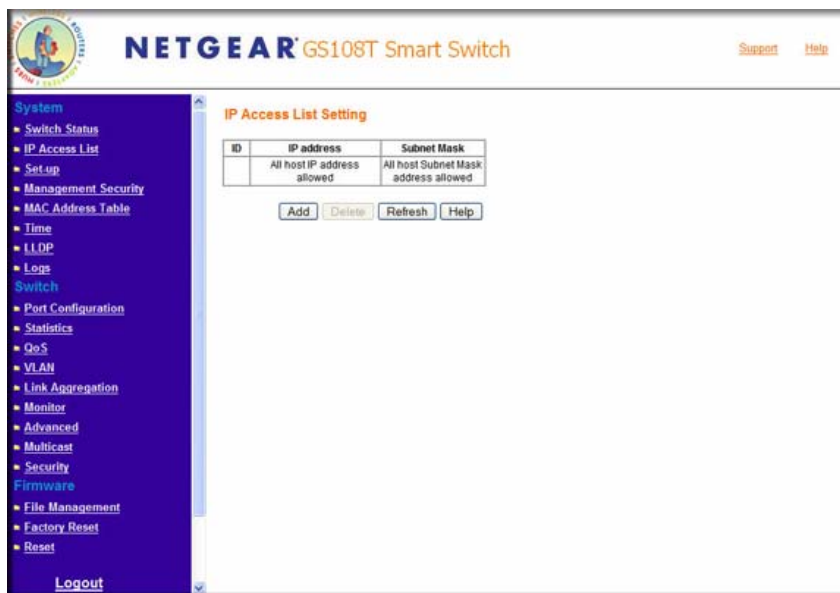 NETGEAR GS108T Smart Switch
Support Help
System
Switch Status
IP Access List
Set-up
Management Security
MAC Address Table
Time
LLDP
Logs
Switch
Port Configuration
Statistics
QoS
VLAN
Link Aggregation
Monitor
Advanced
Multicast
Security
Firmware
File Management
Factory Reset
Reset
Logout
IP Access List Setting
ID IP address Subnet Mask
All host IP address allowed All host Subnet Mask address allowed
Add Delete Refresh Help